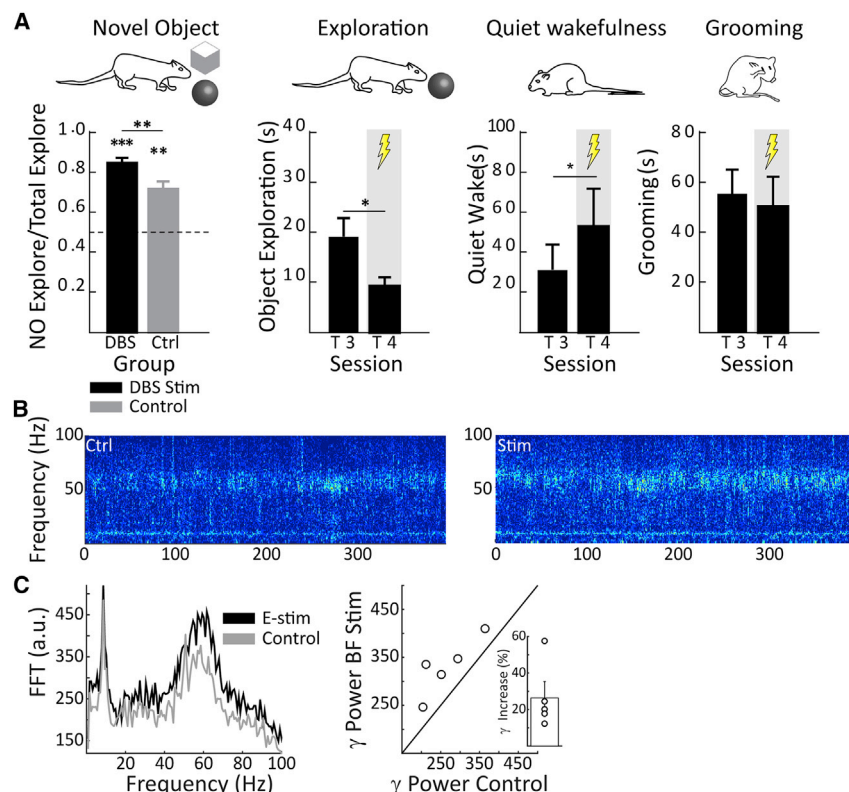 A
Novel Object
Exploration
Quiet wakefulness
Grooming
NO Explore/Total Explore
1.0
0.8
0.6
0.4
0.2
**
***
**
DBS Ctrl
Group
DBS Stim
Control
Object Exploration (s)
40
30
20
10
*
T 3 T 4
Session
Quiet Wake(s)
100
80
60
40
20
*
T 3 T 4
Session
Grooming (s)
80
60
40
20
T 3 T 4
Session
B
Frequency (Hz)
100
50
Ctrl
0 100 200 300
100
50
Stim
0 100 200 300
C
FFT (a.u.)
450
350
250
150
E-stim
Control
20 40 60 80 100
Frequency (Hz)
γ Power BF Stim
450
350
250
150 250 350 450
γ Power Control
γ Increase (%)
60
40
20